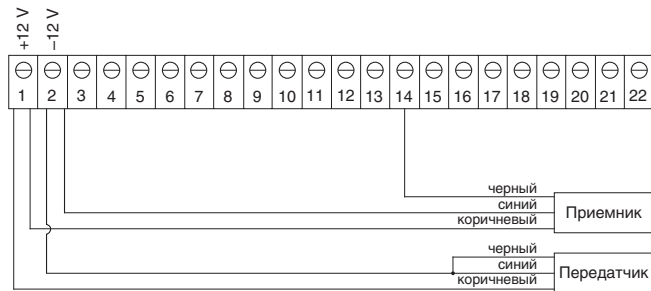 +12 V
–12 V
1 2 3 4 5 6 7 8 9 10 11 12 13 14 15 16 17 18 19 20 21 22
черный
синий
коричневый
Приемник
черный
синий
коричневый
Передатчик